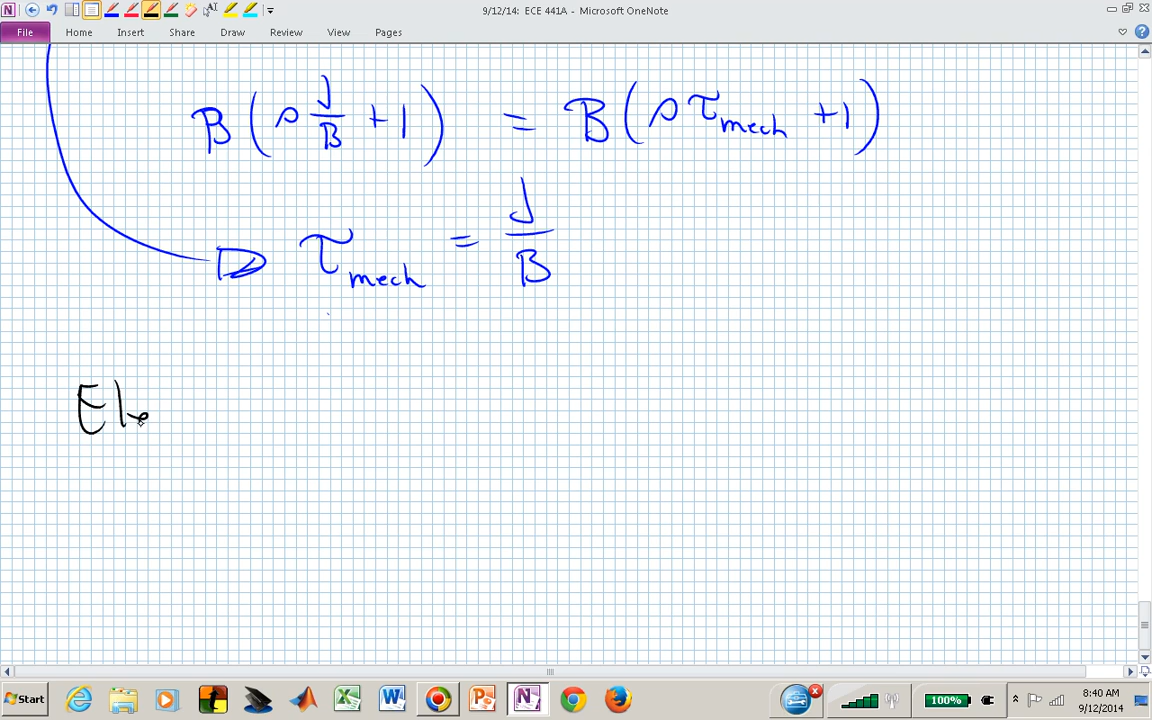 9/12/14: ECE 441A - Microsoft OneNote
File Home Insert Share Draw Review View Pages
B(s J/B + 1) = B(s τmech + 1)
τmech = J/B
Ele
Start
100%
8:40 AM
9/12/2014